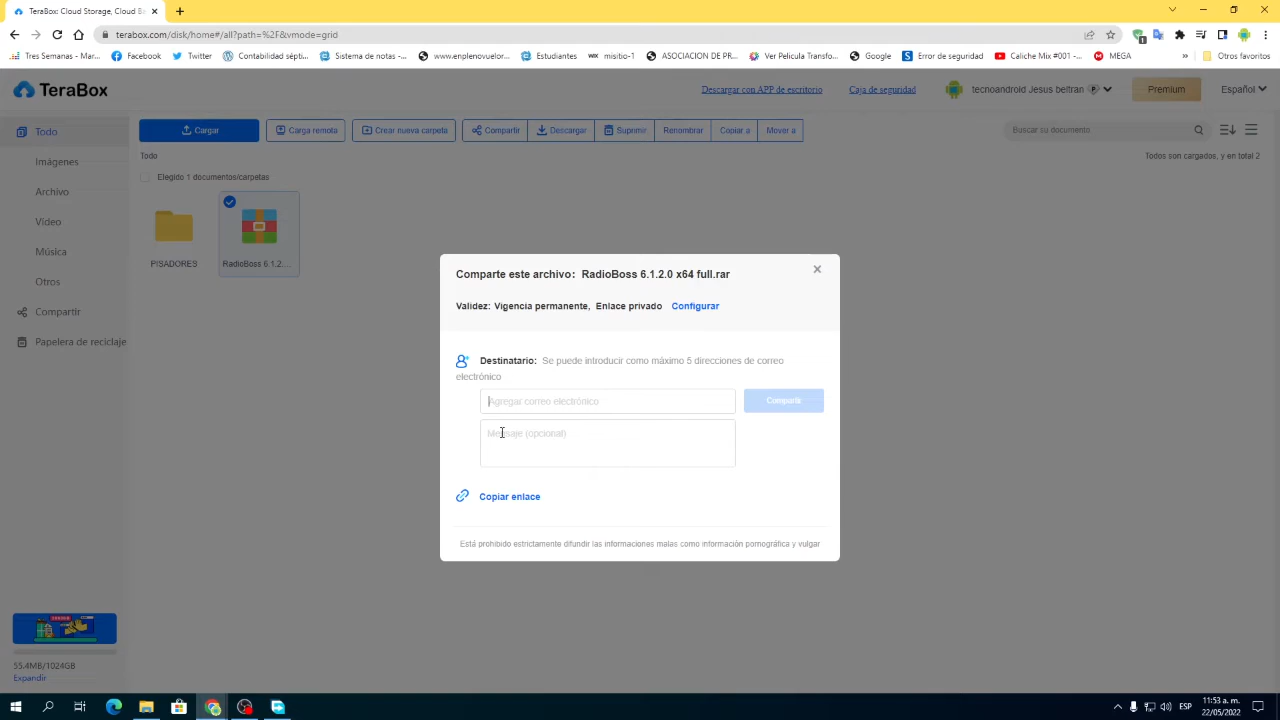 TeraBox Cloud Storage, Cloud Ba
terabox.com/disk/home#/all?path=%2F&vmode=grid
Tres Semanas - Mar...
Facebook
Twitter
Contabilidad sépti...
Sistema de notas -...
www-enplenovuelor...
Estudiantes
WIX misitio-1
ASOCIACION DE PR...
Ver Pelicula Transfo...
Google
Error de seguridad
Caliche Mix #001 -...
MEGA
»
Otros favoritos
TeraBox
Descargar con APP de escritorio
Caja de seguridad
tecnoandroid Jesus beltran
Premium
Español
Todo
Imágenes
Archivo
Vídeo
Música
Otros
Compartir
Papelera de reciclaje
Cargar
Carga remota
Crear nueva carpeta
Compartir
Descargar
Suprimir
Renombrar
Copiar a
Mover a
Buscar su documento
Todo
Todos son cargados, y en total 2
Elegido 1 documentos/carpetas
PISADORES
RadioBoss 6.1.2....
Comparte este archivo: RadioBoss 6.1.2.0 x64 full.rar
Validez: Vigencia permanente, Enlace privado Configurar
Destinatario: Se puede introducir como máximo 5 direcciones de correo
electrónico
Agregar correo electrónico
Compartir
Mensaje (opcional)
Copiar enlace
Está prohibido estrictamente difundir las informaciones malas como información pornográfica y vulgar
55.4MB/1024GB
Expandir
ESP
11:53 a. m.
22/05/2022